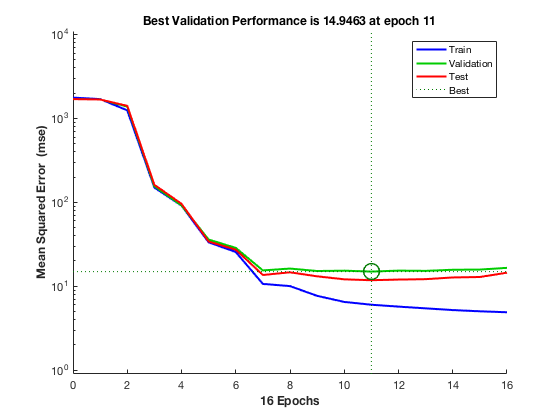 Best Validation Performance is 14.9463 at epoch 11
Train
Validation
Test
Best
Mean Squared Error (mse)
10^4
10^3
10^2
10^1
10^0
0 2 4 6 8 10 12 14 16
16 Epochs